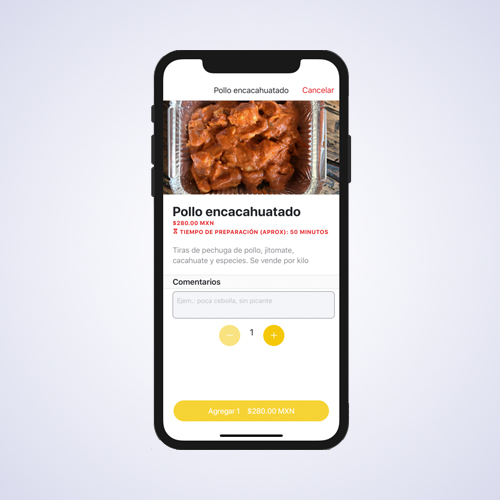 Pollo encacahuatado
Cancelar
Pollo encacahuatado
$280.00 MXN
TIEMPO DE PREPARACIÓN (APROX): 50 MINUTOS
Tiras de pechuga de pollo, jitomate,
cacahuate y especies. Se vende por kilo
Comentarios
Ejem.: poca cebolla, sin picante
1
Agregar 1 $280.00 MXN